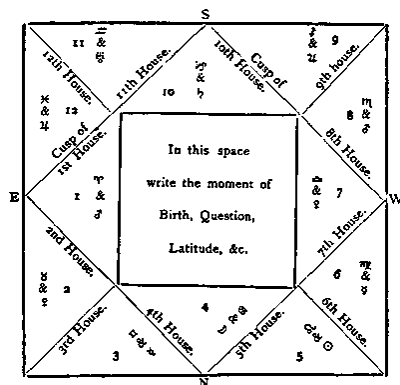 S
11 ♒ & ♅
♐ & ♃ 9
12th House.
11th House.
Cusp of
10th House.
9th house.
10 ♑ & ♄
♓ & ♃ 12
8 ♏ & ♂
Cusp of
1st House.
8th House.
In this space
write the moment of
Birth, Question,
Latitude, &c.
E
W
1 ♈ & ♂
♎ & ♀ 7
2nd House.
7th House.
♉ & ♀ 2
6 ♍ & ☿
3rd House.
4th House.
4 ♋ & ☽
5th House.
6th House.
3 ♊ & ☿
5 ♌ & ☉
N